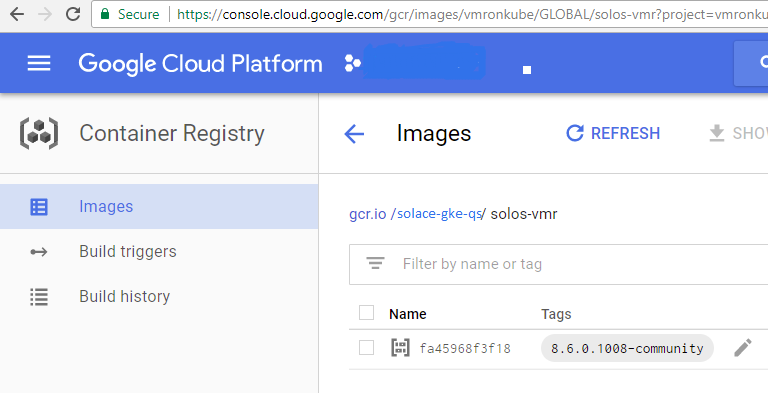 Secure https://console.cloud.google.com/gcr/images/vmronkube/GLOBAL/solos-vmr?project=vmronku
Google Cloud Platform
Container Registry
Images
REFRESH
SHO
Images
Build triggers
Build history
gcr.io /solace-gke-qs/ solos-vmr
Filter by name or tag
Name Tags
fa45968f3f18 8.6.0.1008-community